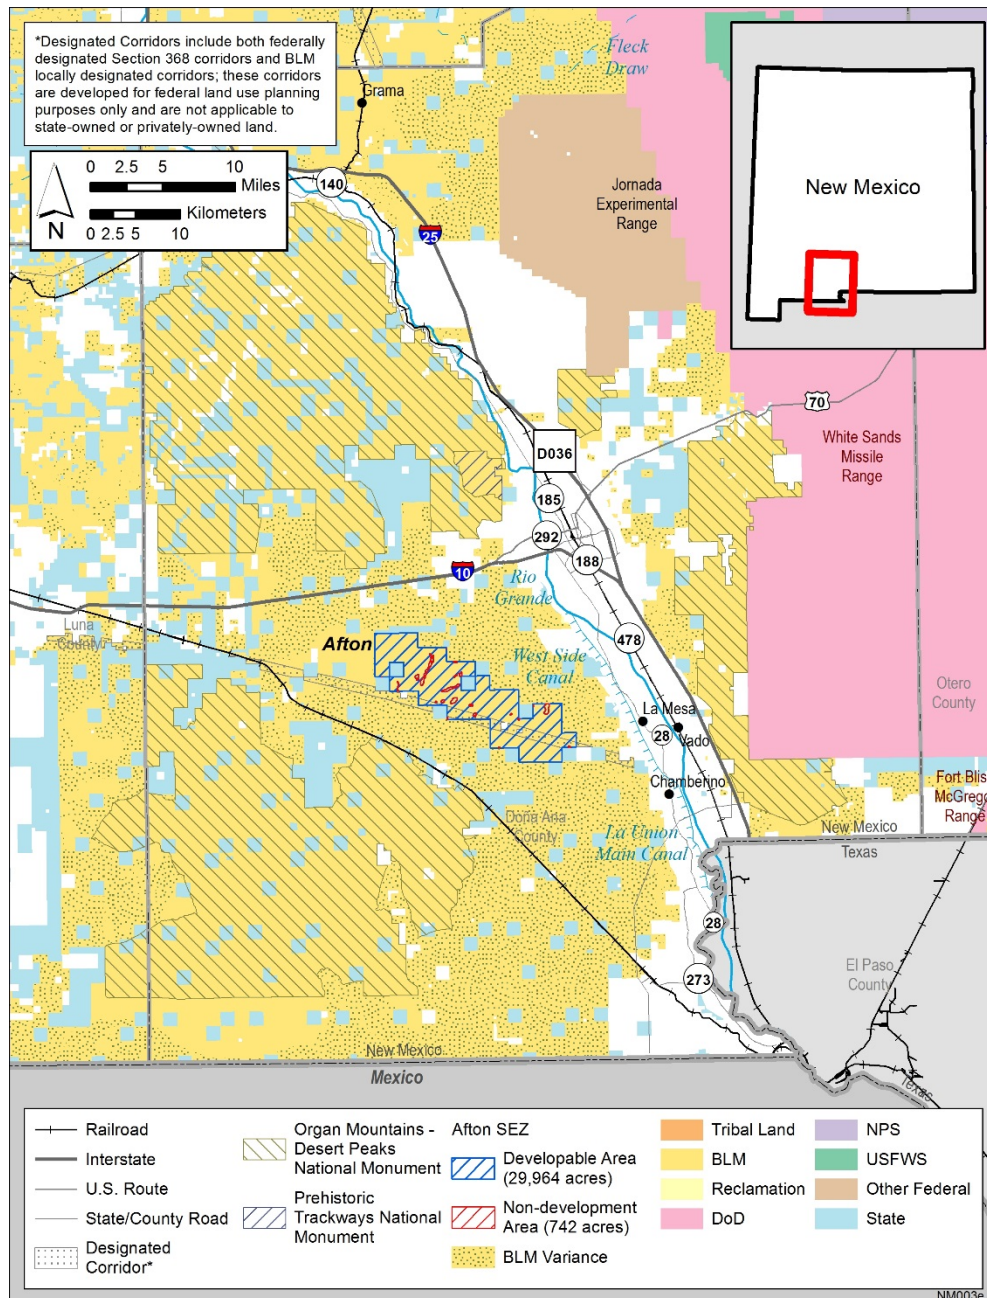 *Designated Corridors include both federally
designated Section 368 corridors and BLM
locally designated corridors; these corridors
are developed for federal land use planning
purposes only and are not applicable to
state-owned or privately-owned land.
Fleck
Draw
Grama
0 2.5 5 10
Miles
Kilometers
0 2.5 5 10
N
140
25
Jornada
Experimental
Range
New Mexico
70
White Sands
Missile
Range
D036
185
292
188
10
Rio
Grande
Luna
County
Afton
478
West Side
Canal
Otero
County
La Mesa
28
Vado
Chamberino
Fort Bliss
McGregor
Range
Dona Ana
County
La Union
Main Canal
New Mexico
Texas
28
El Paso
County
273
New Mexico
Mexico
Texas
Railroad
Interstate
U.S. Route
State/County Road
Designated
Corridor*
Organ Mountains -
Desert Peaks
National Monument
Prehistoric
Trackways National
Monument
Afton SEZ
Developable Area
(29,964 acres)
Non-development
Area (742 acres)
BLM Variance
Tribal Land
BLM
Reclamation
DoD
NPS
USFWS
Other Federal
State
NM003e